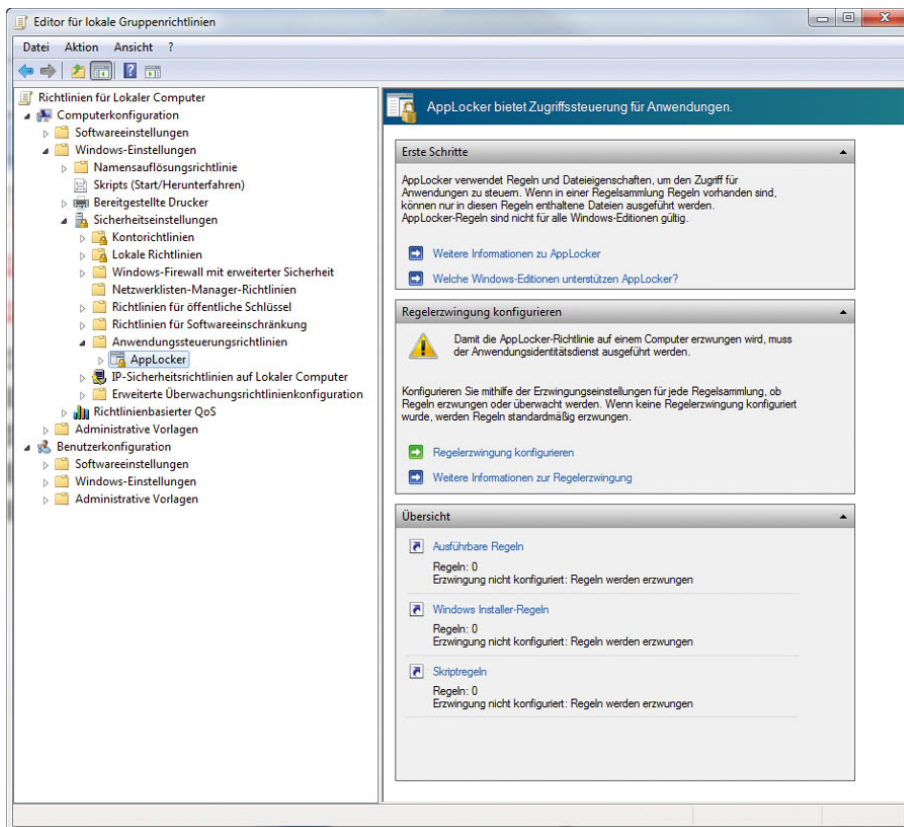 Editor für lokale Gruppenrichtlinien
Datei Aktion Ansicht ?
Richtlinien für Lokaler Computer
Computerkonfiguration
Softwareeinstellungen
Windows-Einstellungen
Namensauflösungsrichtlinie
Skripts (Start/Herunterfahren)
Bereitgestellte Drucker
Sicherheitseinstellungen
Kontorichtlinien
Lokale Richtlinien
Windows-Firewall mit erweiterter Sicherheit
Netzwerklisten-Manager-Richtlinien
Richtlinien für öffentliche Schlüssel
Richtlinien für Softwareeinschränkung
Anwendungssteuerungsrichtlinien
AppLocker
IP-Sicherheitsrichtlinien auf Lokaler Computer
Erweiterte Überwachungsrichtlinienkonfiguration
Richtlinienbasierter QoS
Administrative Vorlagen
Benutzerkonfiguration
Softwareeinstellungen
Windows-Einstellungen
Administrative Vorlagen
AppLocker bietet Zugriffssteuerung für Anwendungen.
Erste Schritte
AppLocker verwendet Regeln und Dateieigenschaften, um den Zugriff für
Anwendungen zu steuern. Wenn in einer Regelsammlung Regeln vorhanden sind,
können nur in diesen Regeln enthaltene Dateien ausgeführt werden.
AppLocker-Regeln sind nicht für alle Windows-Editionen gültig.
Weitere Informationen zu AppLocker
Welche Windows-Editionen unterstützen AppLocker?
Regelerzwingung konfigurieren
Damit die AppLocker-Richtlinie auf einem Computer erzwungen wird, muss
der Anwendungsidentitätsdienst ausgeführt werden.
Konfigurieren Sie mithilfe der Erzwingungseinstellungen für jede Regelsammlung, ob
Regeln erzwungen oder überwacht werden. Wenn keine Regelerzwingung konfiguriert
wurde, werden Regeln standardmäßig erzwungen.
Regelerzwingung konfigurieren
Weitere Informationen zur Regelerzwingung
Übersicht
Ausführbare Regeln
Regeln: 0
Erzwingung nicht konfiguriert: Regeln werden erzwungen
Windows Installer-Regeln
Regeln: 0
Erzwingung nicht konfiguriert: Regeln werden erzwungen
Skriptregeln
Regeln: 0
Erzwingung nicht konfiguriert: Regeln werden erzwungen